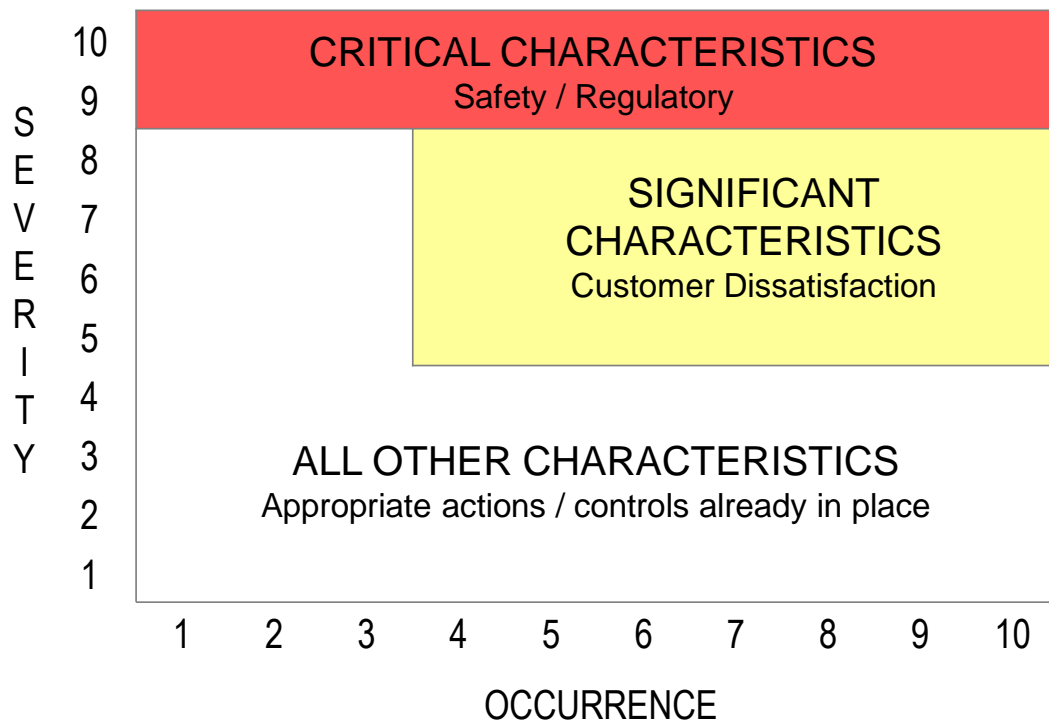 SEVERITY
10
9
8
7
6
5
4
3
2
1
CRITICAL CHARACTERISTICS
Safety / Regulatory
SIGNIFICANT
CHARACTERISTICS
Customer Dissatisfaction
ALL OTHER CHARACTERISTICS
Appropriate actions / controls already in place
1 2 3 4 5 6 7 8 9 10
OCCURRENCE